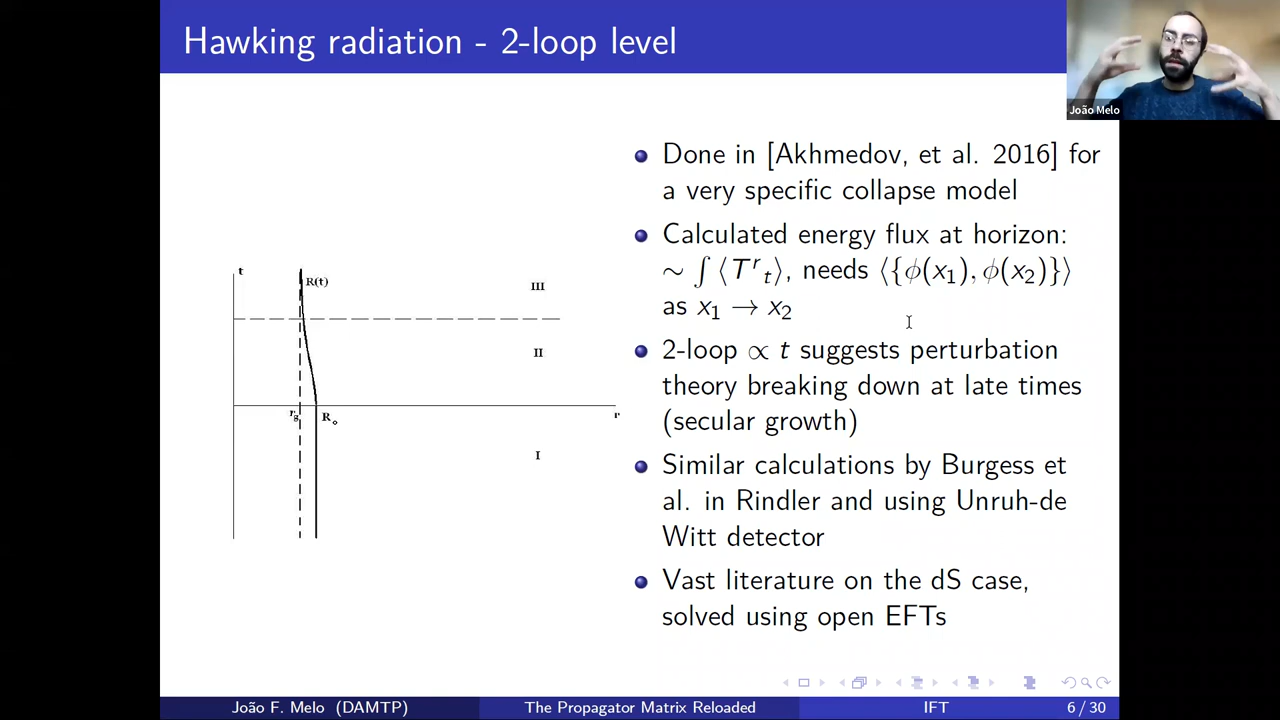 Hawking radiation - 2-loop level
João Melo
Done in [Akhmedov, et al. 2016] for
a very specific collapse model
Calculated energy flux at horizon:
∼ ∫ ⟨T^r_t⟩, needs ⟨{ϕ(x₁), ϕ(x₂)}⟩
as x₁ → x₂
2-loop ∝ t suggests perturbation
theory breaking down at late times
(secular growth)
Similar calculations by Burgess et
al. in Rindler and using Unruh-de
Witt detector
Vast literature on the dS case,
solved using open EFTs
t
R(t)
III
II
r_g
R_o
r
I
João F. Melo (DAMTP)
The Propagator Matrix Reloaded
IFT
6 / 30